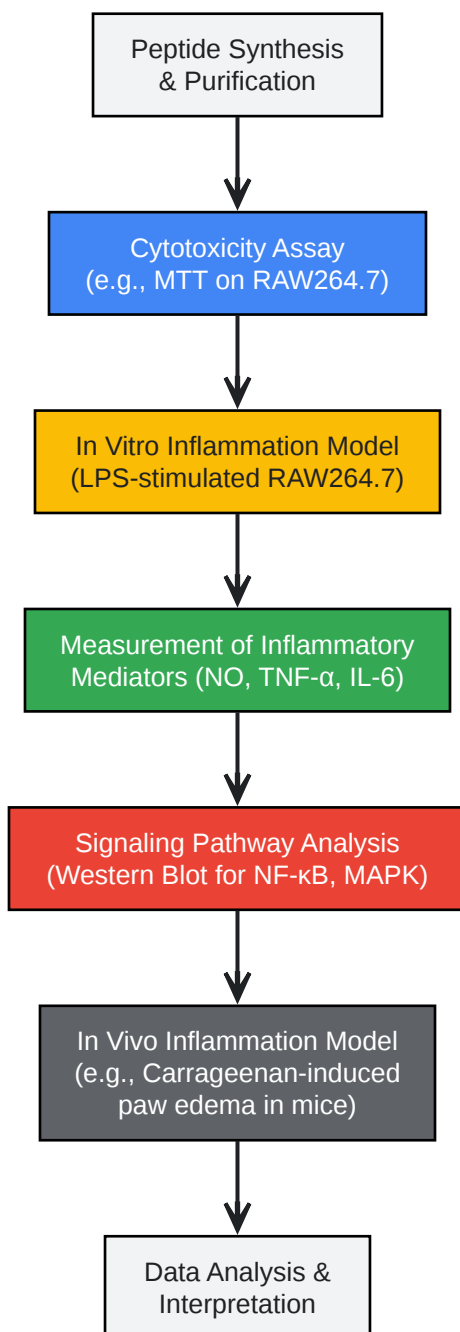 Peptide Synthesis
& Purification
Cytotoxicity Assay
(e.g., MTT on RAW264.7)
In Vitro Inflammation Model
(LPS-stimulated RAW264.7)
Measurement of Inflammatory
Mediators (NO, TNF-α, IL-6)
Signaling Pathway Analysis
(Western Blot for NF-κB, MAPK)
In Vivo Inflammation Model
(e.g., Carrageenan-induced
paw edema in mice)
Data Analysis &
Interpretation